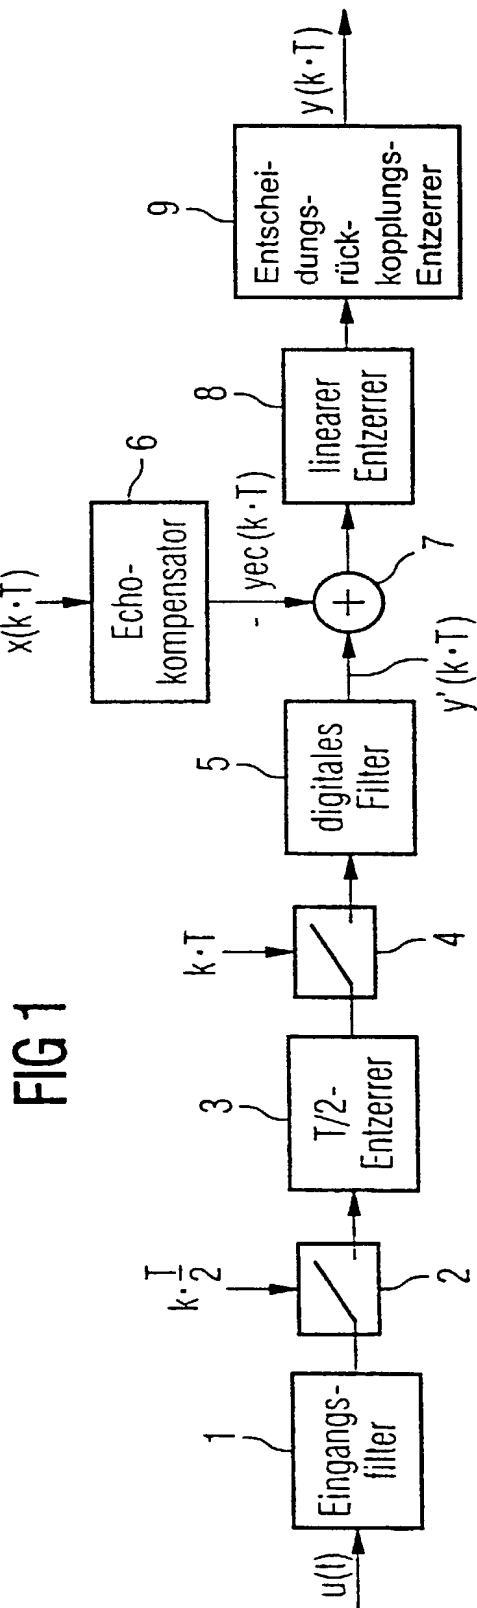 FIG 1
u(t)
1
Eingangs-
filter
k·T/2
2
3
T/2-
Entzerrer
k·T
4
5
digitales
Filter
y'(k·T)
x(k·T)
6
Echo-
kompensator
-
yec(k·T)
+
7
8
linearer
Entzerrer
9
Entschei-
dungs-
rück-
kopplungs-
Entzerrer
y(k·T)